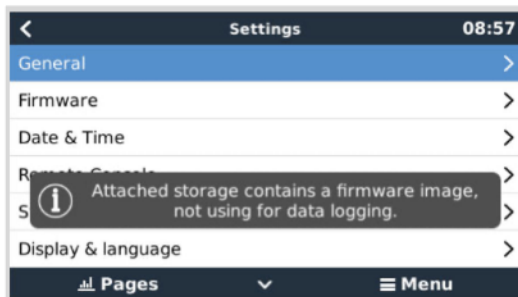 Settings 08:57
General
Firmware
Date & Time
Attached storage contains a firmware image,
not using for data logging.
Display & language
Pages Menu